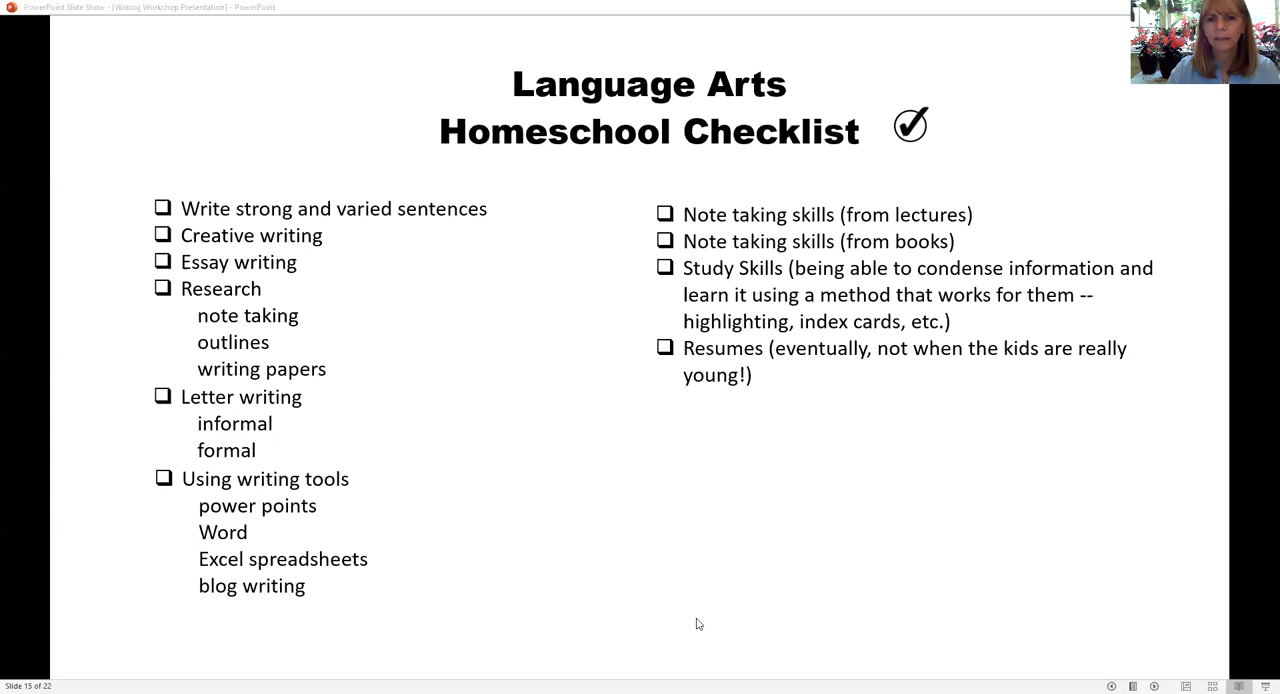 PowerPoint Slide Show - [Writing Workshop Presentation] - PowerPoint
Language Arts
Homeschool Checklist
Write strong and varied sentences
Creative writing
Essay writing
Research
note taking
outlines
writing papers
Letter writing
informal
formal
Using writing tools
power points
Word
Excel spreadsheets
blog writing
Note taking skills (from lectures)
Note taking skills (from books)
Study Skills (being able to condense information and
learn it using a method that works for them --
highlighting, index cards, etc.)
Resumes (eventually, not when the kids are really
young!)
Slide 15 of 22